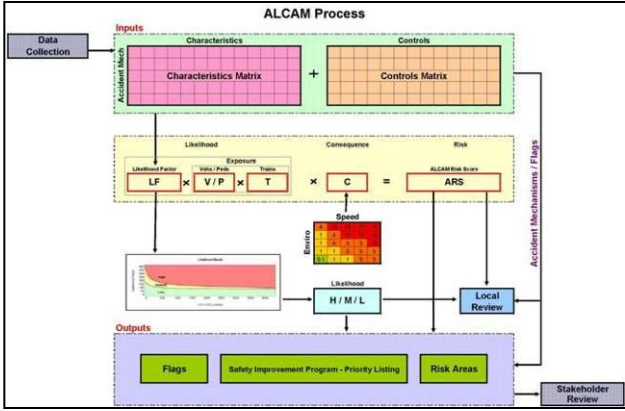 ALCAM Process
Inputs
Data
Collection
Characteristics
Controls
Accident Mech
Characteristics Matrix
+
Controls Matrix
Likelihood
Consequence
Risk
Exposure
Likelihood Factor
Vehs / Peds
Trains
ALCAM Risk Score
LF
×
V / P
×
T
×
C
=
ARS
Accident Mechanisms / Flags
Speed
Enviro
Likelihood
H / M / L
Local
Review
Outputs
Flags
Safety Improvement Program - Priority Listing
Risk Areas
Stakeholder
Review